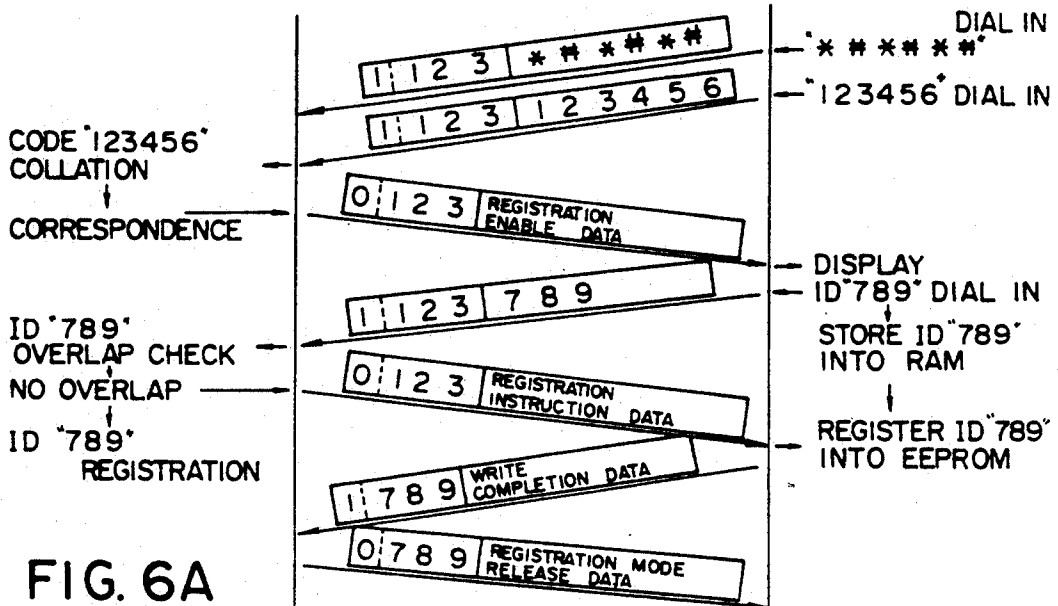 DIAL IN
"*#*#*#"
1 123 *#*#*#
"123456" DIAL IN
1 123 123456
CODE "123456"
COLLATION
CORRESPONDENCE
0 123 REGISTRATION
ENABLE DATA
DISPLAY
ID "789" DIAL IN
1 123 789
STORE ID "789"
INTO RAM
ID "789"
OVERLAP CHECK
NO OVERLAP
0 123 REGISTRATION
INSTRUCTION DATA
REGISTER ID "789"
INTO EEPROM
ID "789"
REGISTRATION
1 789 WRITE
COMPLETION DATA
0 789 REGISTRATION MODE
RELEASE DATA
FIG. 6A